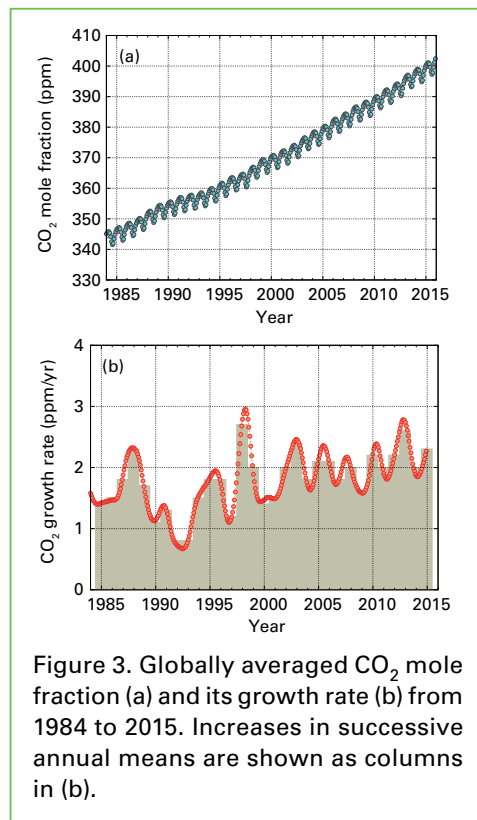 410
(a)
400
390
380
370
360
350
340
330
CO₂ mole fraction (ppm)
1985 1990 1995 2000 2005 2010 2015
Year
4
(b)
3
2
1
0
CO₂ growth rate (ppm/yr)
1985 1990 1995 2000 2005 2010 2015
Year
Figure 3. Globally averaged CO₂ mole
fraction (a) and its growth rate (b) from
1984 to 2015. Increases in successive
annual means are shown as columns
in (b).